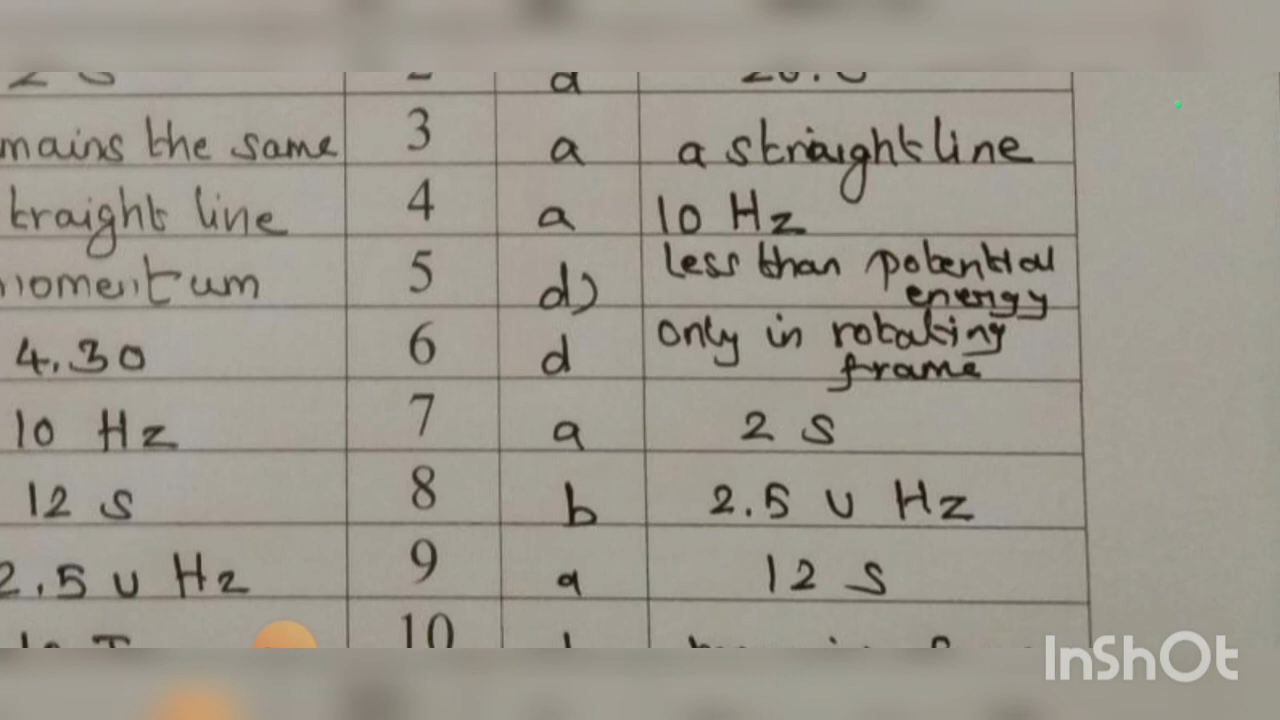 2 S
d
mains the same 3 a a straight line
traight line 4 a 10 Hz
momentum 5 d) less than potential
energy
4.30 6 d only in rotating
frame
10 Hz 7 a 2 S
12 S 8 b 2.5 υ Hz
2.5 υ Hz 9 a 12 S
10
InShOt